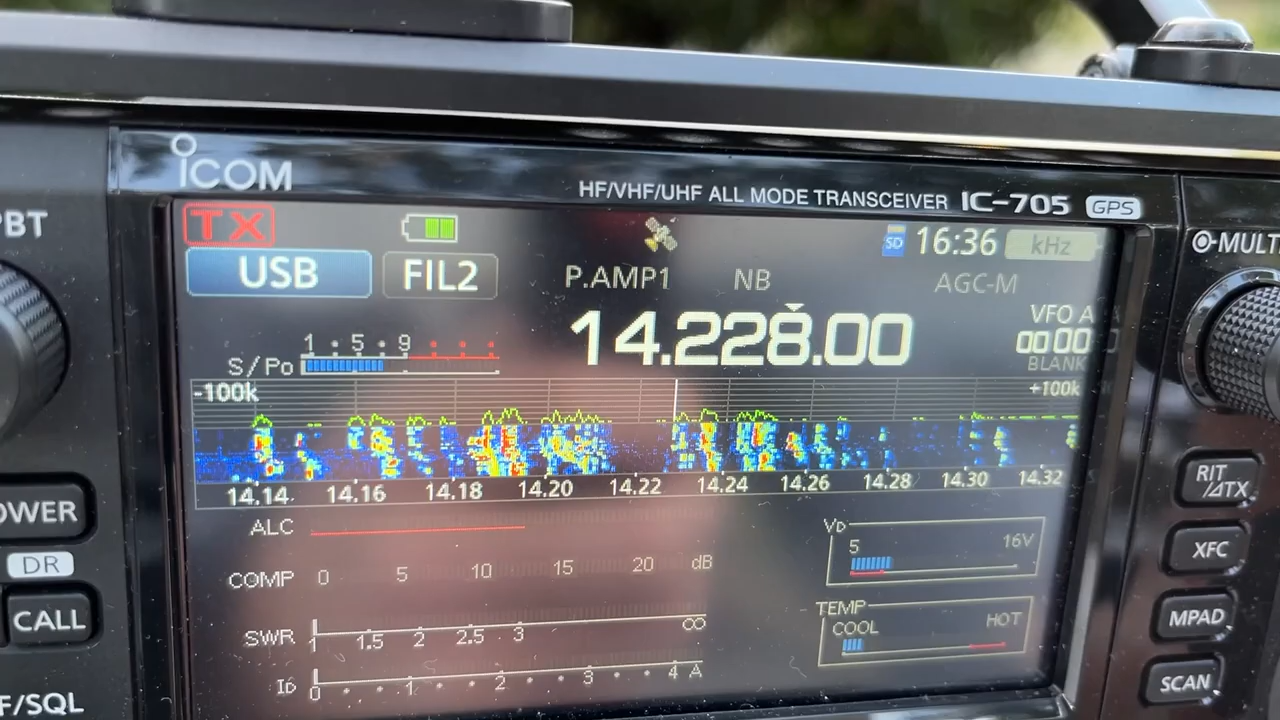 ICOM
HF/VHF/UHF ALL MODE TRANSCEIVER IC-705 GPS
PBT
TX
SD 16:36 kHz
MULTI
USB FIL2
P.AMP1 NB AGC-M
14.228.00
VFO A
00 00
BLANK
1 5 9
S/Po
-100k +100k
14.14 14.16 14.18 14.20 14.22 14.24 14.26 14.28 14.30 14.32
RIT
/⊿TX
OWER
ALC
VD
5 16V
XFC
DR
COMP 0 5 10 15 20 dB
TEMP
COOL HOT
CALL
MPAD
SWR 1 1.5 2 2.5 3 ∞
ID 0 1 2 3 4 A
SCAN
F/SQL